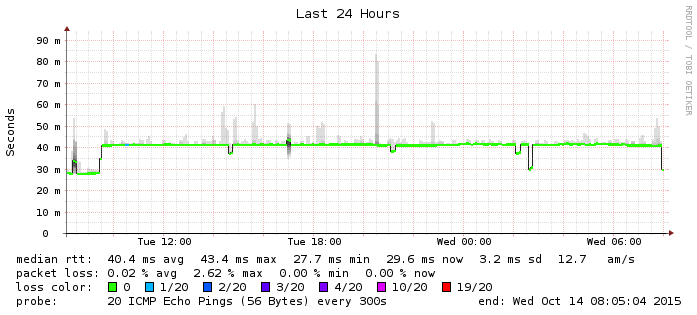 Last 24 Hours
RRDTOOL / TOBI OETIKER
Seconds
90 m
80 m
70 m
60 m
50 m
40 m
30 m
20 m
10 m
0
Tue 12:00 Tue 18:00 Wed 00:00 Wed 06:00
median rtt: 40.4 ms avg 43.4 ms max 27.7 ms min 29.6 ms now 3.2 ms sd 12.7 am/s
packet loss: 0.02 % avg 2.62 % max 0.00 % min 0.00 % now
loss color: 0 1/20 2/20 3/20 4/20 10/20 19/20
probe: 20 ICMP Echo Pings (56 Bytes) every 300s end: Wed Oct 14 08:05:04 2015